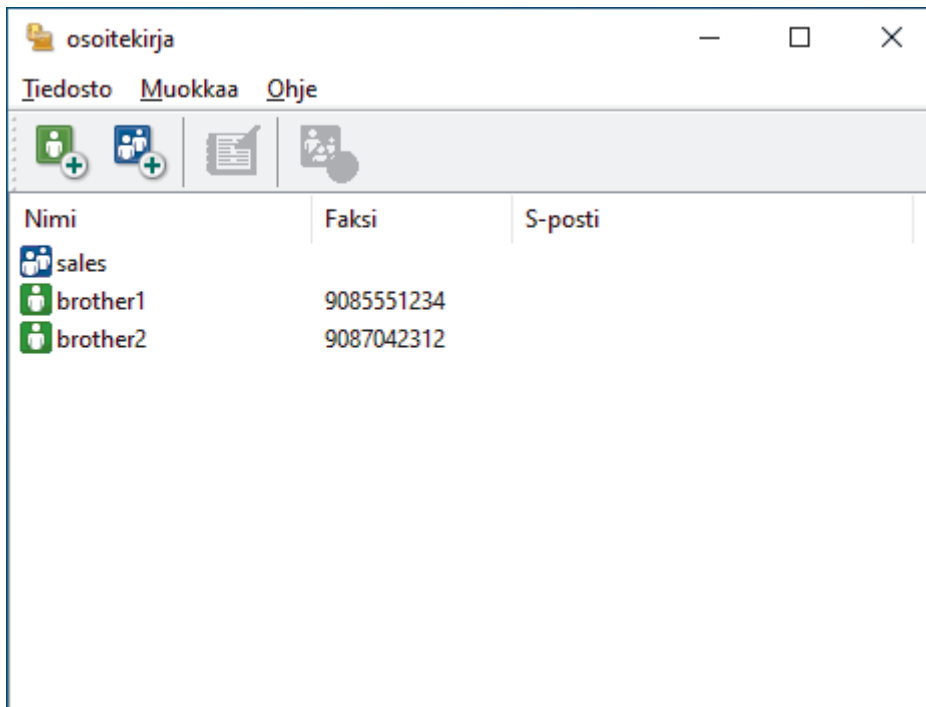 osoitekirja
Tiedosto Muokkaa Ohje
Nimi Faksi S-posti
sales
brother1 9085551234
brother2 9087042312